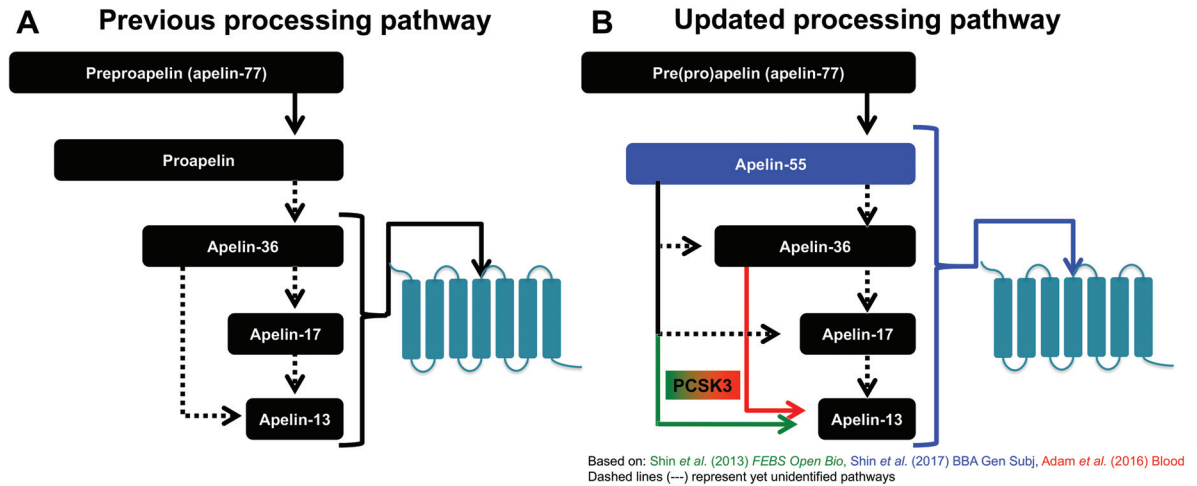 A Previous processing pathway
Preproapelin (apelin-77)
Proapelin
Apelin-36
Apelin-17
Apelin-13
B Updated processing pathway
Pre(pro)apelin (apelin-77)
Apelin-55
Apelin-36
Apelin-17
PCSK3
Apelin-13
Based on: Shin et al. (2013) FEBS Open Bio, Shin et al. (2017) BBA Gen Subj, Adam et al. (2016) Blood
Dashed lines (---) represent yet unidentified pathways